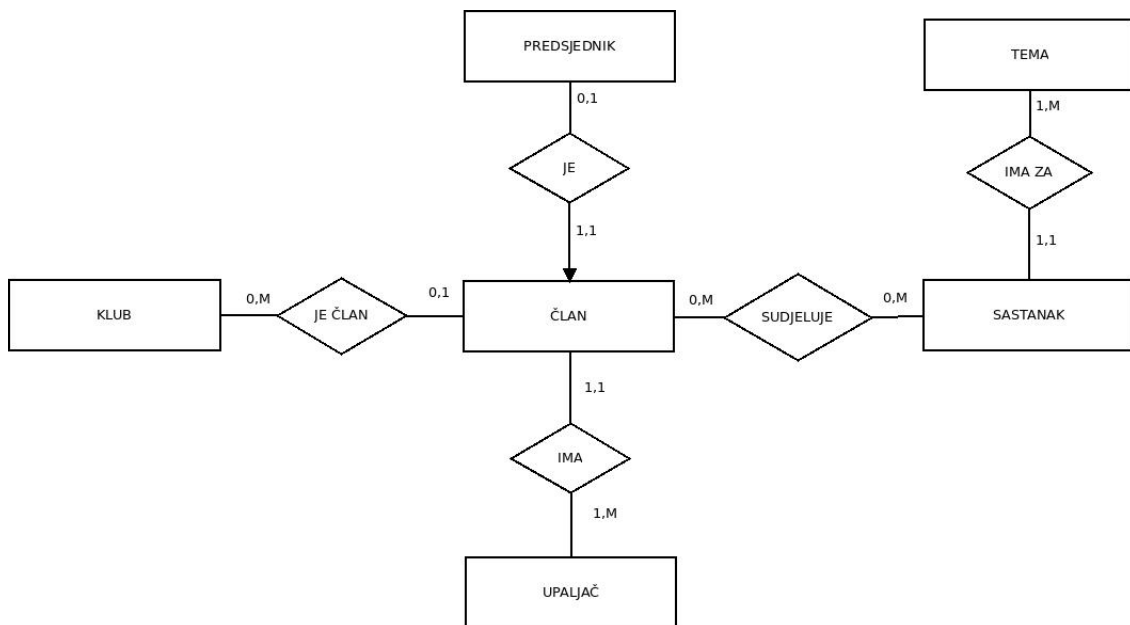 PREDSJEDNIK
TEMA
0,1
1,M
JE
IMA ZA
1,1
1,1
KLUB
0,M
JE ČLAN
0,1
ČLAN
0,M
SUDJELUJE
0,M
SASTANAK
1,1
IMA
1,M
UPALJAČ